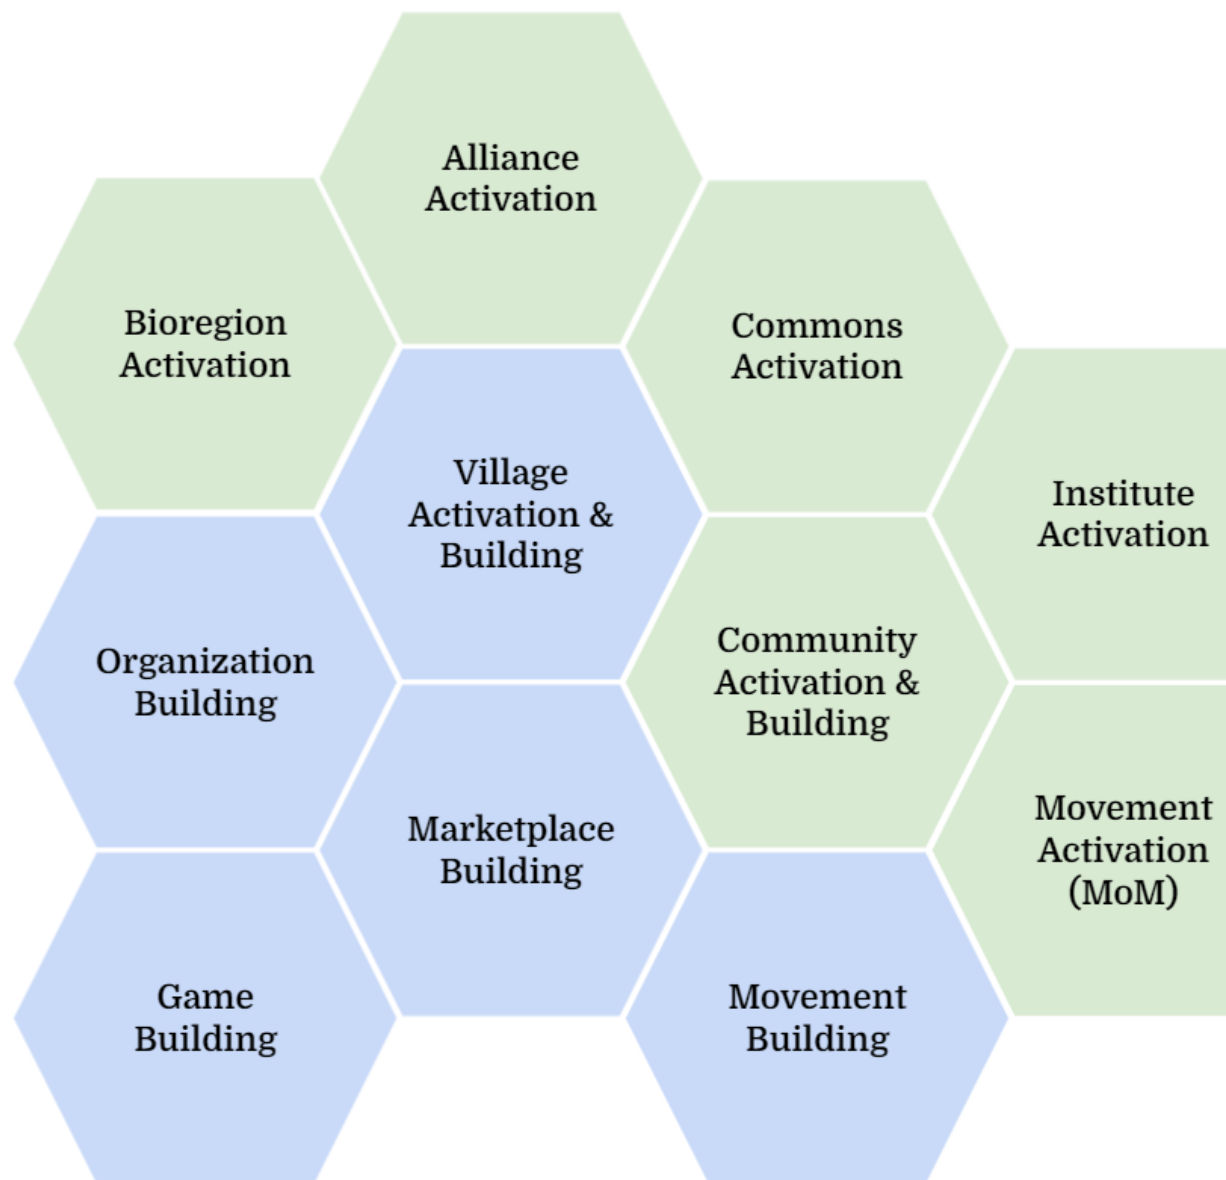 Alliance
Activation
Bioregion
Activation
Commons
Activation
Village
Activation &
Building
Institute
Activation
Organization
Building
Community
Activation &
Building
Marketplace
Building
Movement
Activation
(MoM)
Game
Building
Movement
Building